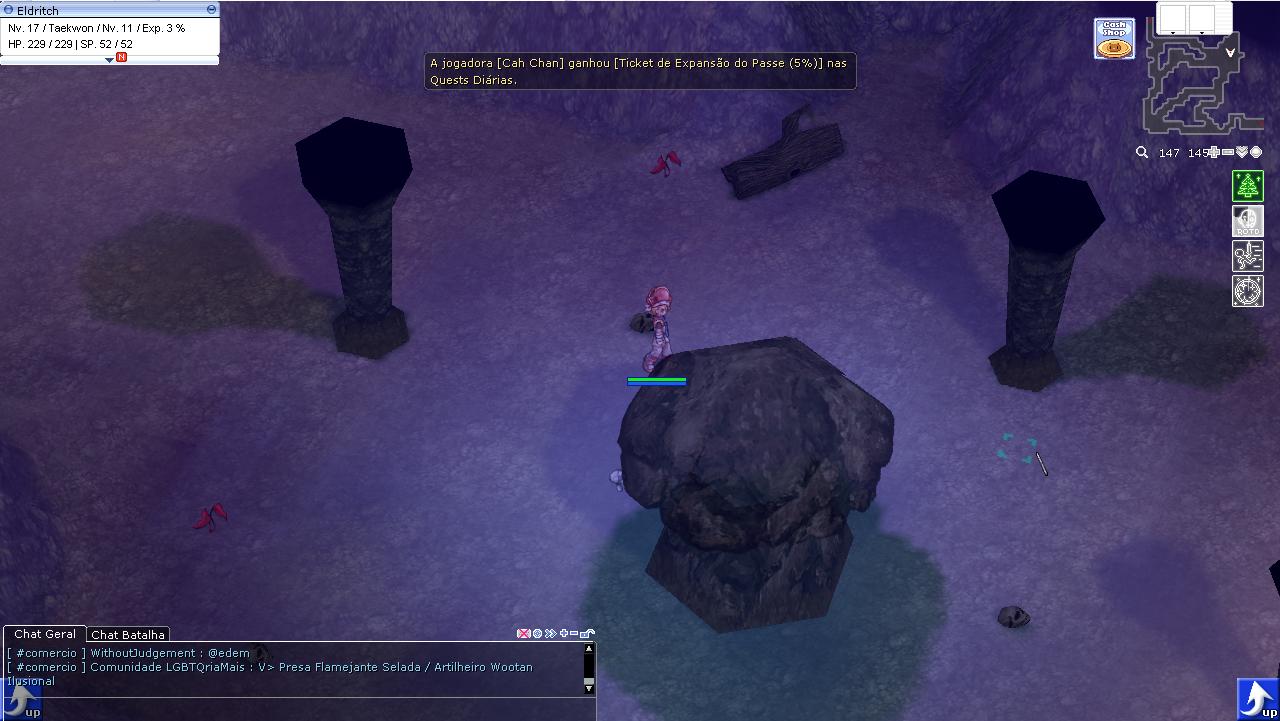 Eldritch
Nv. 17 / Taekwon / Nv. 11 / Exp. 3 %
HP. 229 / 229 | SP. 52 / 52
N
A jogadora [Cah Chan] ganhou [Ticket de Expansão do Passe (5%)] nas
Quests Diárias.
Cash
Shop
147 145
ROTD
Chat Geral
Chat Batalha
[ #comercio ] WithoutJudgement : @edem
[ #comercio ] Comunidade LGBTQriaMais : V> Presa Flamejante Selada / Artilheiro Wootan
Ilusional
up
up